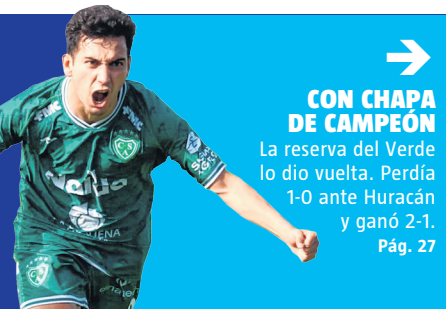 CON CHAPA
DE CAMPEÓN
La reserva del Verde
lo dio vuelta. Perdía
1-0 ante Huracán
y ganó 2-1.
Pág. 27
CSA